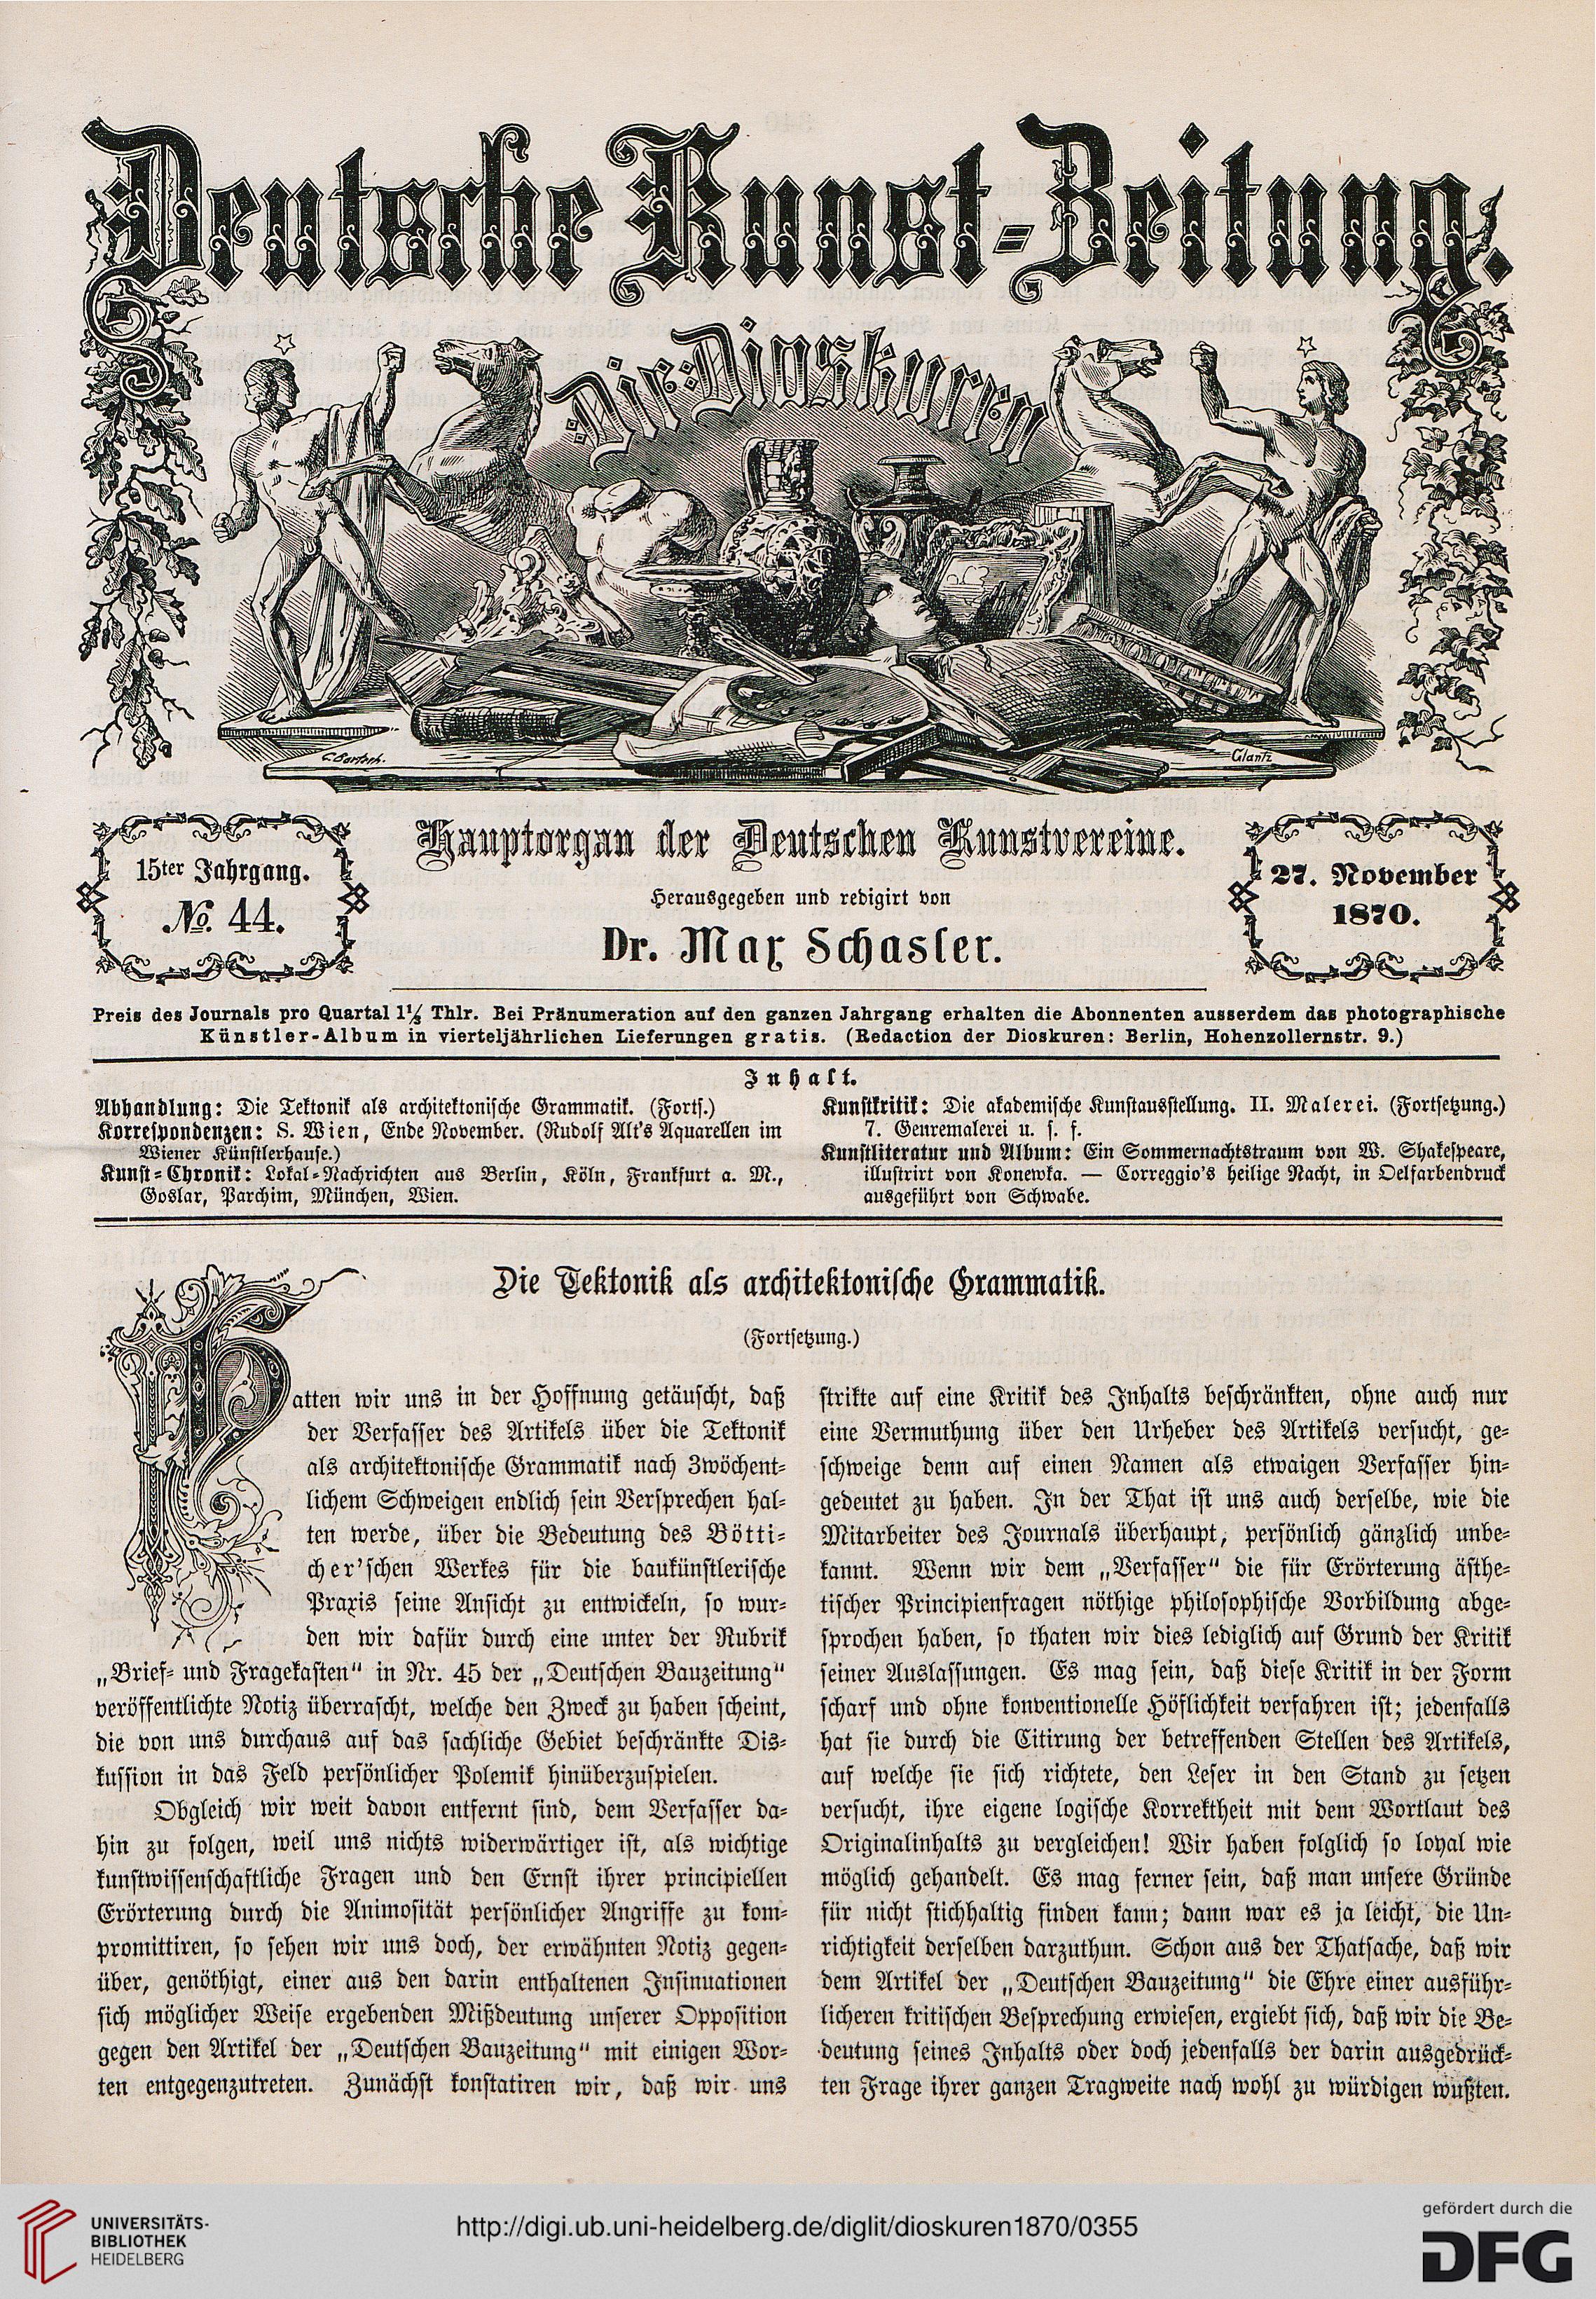 Deutsche Kunst-Zeitung.
Die Dioskuren
C. Bartsch.
Glantz
15ter Jahrgang.
No. 44.
Hauptorgan der Deutschen Kunstvereine.
Herausgegeben und redigirt von
Dr. Max Schasler.
27. November
1870.
Preis des Journals pro Quartal 1⅓ Thlr. Bei Pränumeration auf den ganzen Jahrgang erhalten die Abonnenten ausserdem das photographische
Künstler-Album in vierteljährlichen Lieferungen gratis. (Redaction der Dioskuren: Berlin, Hohenzollernstr. 9.)
Inhalt.
Abhandlung: Die Tektonik als architektonische Grammatik. (Forts.)
Korrespondenzen: S. Wien, Ende November. (Rudolf Alt's Aquarellen im
Wiener Künstlerhause.)
Kunst-Chronik: Lokal-Nachrichten aus Berlin, Köln, Frankfurt a. M.,
Goslar, Parchim, München, Wien.
Kunstkritik: Die akademische Kunstausstellung. II. Malerei. (Fortsetzung.)
7. Genremalerei u. s. f.
Kunstliteratur und Album: Ein Sommernachtstraum von W. Shakespeare,
illustrirt von Konewka. — Correggio's heilige Nacht, in Oelfarbendruck
ausgeführt von Schwabe.
Die Tektonik als architektonische Grammatik.
(Fortsetzung.)
Hatten wir uns in der Hoffnung getäuscht, daß
der Verfasser des Artikels über die Tektonik
als architektonische Grammatik nach 3wöchent-
lichem Schweigen endlich sein Versprechen hal-
ten werde, über die Bedeutung des Bötti-
cher'schen Werkes für die baukünstlerische
Praxis seine Ansicht zu entwickeln, so wur-
den wir dafür durch eine unter der Rubrik
„Brief- und Fragekasten“ in Nr. 45 der „Deutschen Bauzeitung“
veröffentlichte Notiz überrascht, welche den Zweck zu haben scheint,
die von uns durchaus auf das sachliche Gebiet beschränkte Dis-
kussion in das Feld persönlicher Polemik hinüberzuspielen.
Obgleich wir weit davon entfernt sind, dem Verfasser da-
hin zu folgen, weil uns nichts widerwärtiger ist, als wichtige
kunstwissenschaftliche Fragen und den Ernst ihrer principiellen
Erörterung durch die Animosität persönlicher Angriffe zu kom-
promittiren, so sehen wir uns doch, der erwähnten Notiz gegen-
über, genöthigt, einer aus den darin enthaltenen Insinuationen
sich möglicher Weise ergebenden Mißdeutung unserer Opposition
gegen den Artikel der „Deutschen Bauzeitung“ mit einigen Wor-
ten entgegenzutreten. Zunächst konstatiren wir, daß wir uns
strikte auf eine Kritik des Inhalts beschränkten, ohne auch nur
eine Vermuthung über den Urheber des Artikels versucht, ge-
schweige denn auf einen Namen als etwaigen Verfasser hin-
gedeutet zu haben. In der That ist uns auch derselbe, wie die
Mitarbeiter des Journals überhaupt, persönlich gänzlich unbe-
kannt. Wenn wir dem „Verfasser“ die für Erörterung ästhe-
tischer Principienfragen nöthige philosophische Vorbildung abge-
sprochen haben, so thaten wir dies lediglich auf Grund der Kritik
seiner Auslassungen. Es mag sein, daß diese Kritik in der Form
scharf und ohne konventionelle Höflichkeit verfahren ist; jedenfalls
hat sie durch die Citirung der betreffenden Stellen des Artikels,
auf welche sie sich richtete, den Leser in den Stand zu setzen
versucht, ihre eigene logische Korrektheit mit dem Wortlaut des
Originalinhalts zu vergleichen! Wir haben folglich so loyal wie
möglich gehandelt. Es mag ferner sein, daß man unsere Gründe
für nicht stichhaltig finden kann; dann war es ja leicht, die Un-
richtigkeit derselben darzuthun. Schon aus der Thatsache, daß wir
dem Artikel der „Deutschen Bauzeitung“ die Ehre einer ausführ-
licheren kritischen Besprechung erwiesen, ergiebt sich, daß wir die Be-
deutung seines Inhalts oder doch jedenfalls der darin ausgedrück-
ten Frage ihrer ganzen Tragweite nach wohl zu würdigen wußten.
UNIVERSITÄTS-
BIBLIOTHEK
HEIDELBERG
http://digi.ub.uni-heidelberg.de/diglit/dioskuren1870/0355
gefördert durch die
DFG